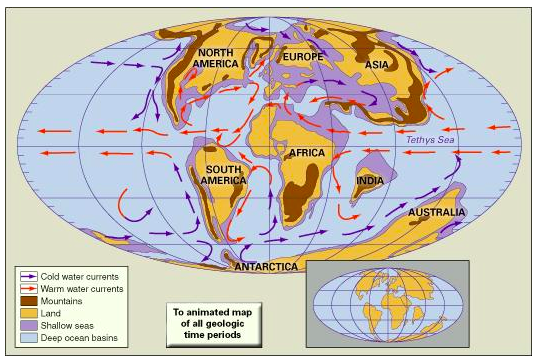 NORTH
AMERICA
EUROPE
ASIA
Tethys Sea
AFRICA
SOUTH
AMERICA
INDIA
AUSTRALIA
ANTARCTICA
Cold water currents
Warm water currents
Mountains
Land
Shallow seas
Deep ocean basins
To animated map
of all geologic
time periods